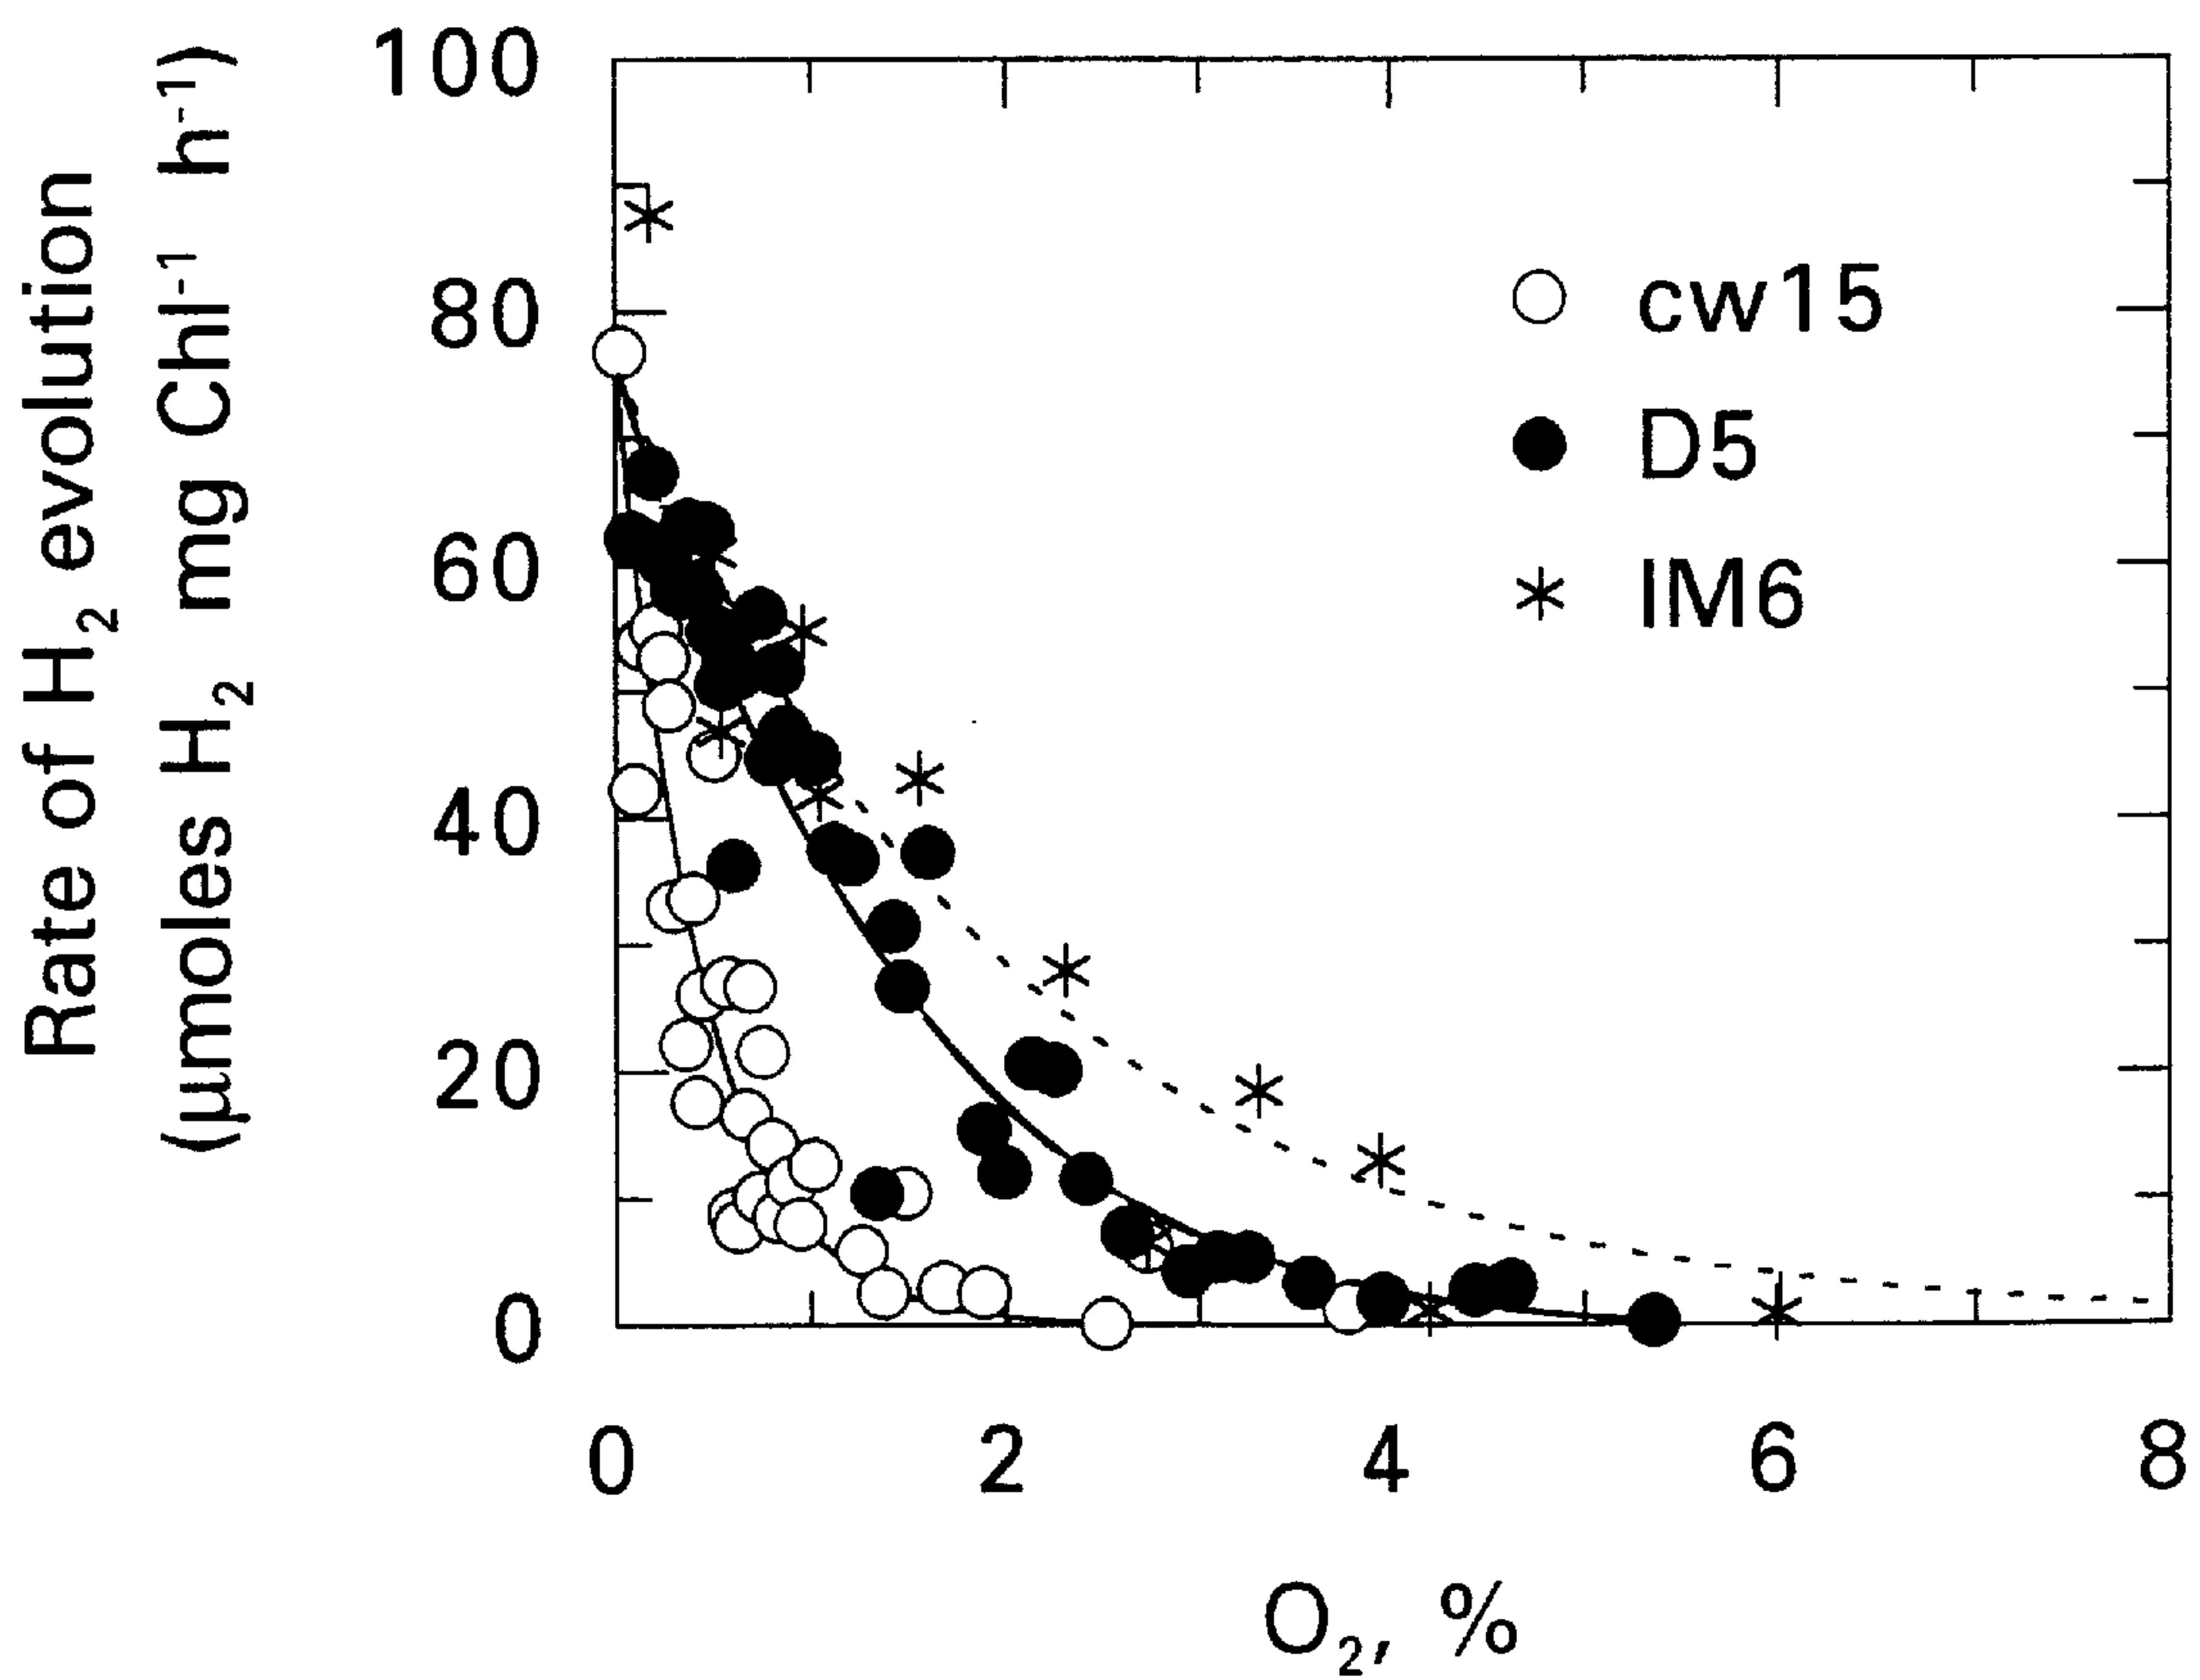 Rate of H2 evolution
(μmoles H2 mg Chl-1 h-1)
100
80
60
40
20
0
cw15
D5
IM6
0 2 4 6 8
O2, %